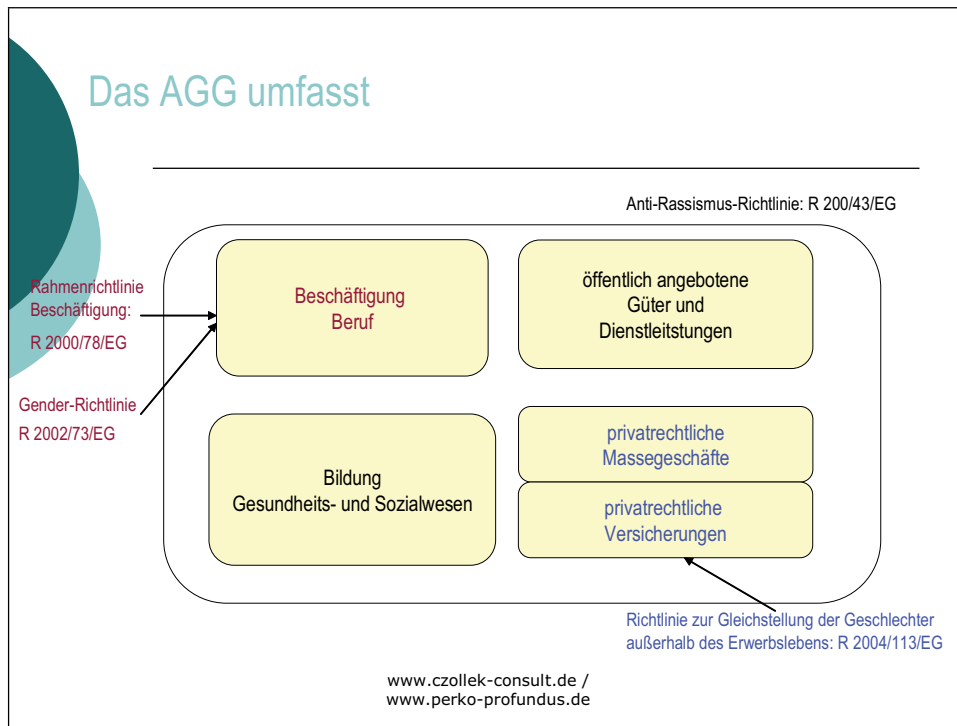 Das AGG umfasst
Anti-Rassismus-Richtlinie: R 200/43/EG
Rahmenrichtlinie
Beschäftigung:
R 2000/78/EG
Gender-Richtlinie
R 2002/73/EG
Beschäftigung
Beruf
öffentlich angebotene
Güter und
Dienstleitstungen
Bildung
Gesundheits- und Sozialwesen
privatrechtliche
Massegeschäfte
privatrechtliche
Versicherungen
Richtlinie zur Gleichstellung der Geschlechter
außerhalb des Erwerbslebens: R 2004/113/EG
www.czollek-consult.de /
www.perko-profundus.de